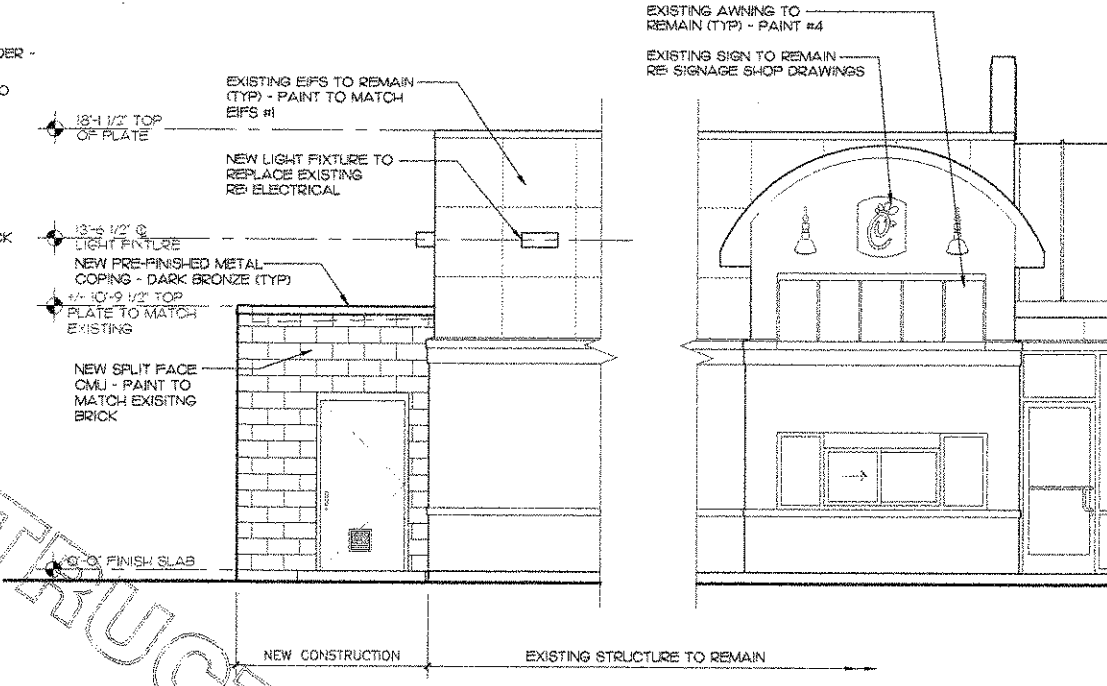 EXISTING AWNING TO
REMAIN (TYP) - PAINT #4
EXISTING SIGN TO REMAIN
RE: SIGNAGE SHOP DRAWINGS
DER -
O
EXISTING EIFS TO REMAIN
(TYP) - PAINT TO MATCH
EIFS #1
18'-1 1/2" TOP
OF PLATE
NEW LIGHT FIXTURE TO
REPLACE EXISTING
RE: ELECTRICAL
CK
13'-6 1/2" @
LIGHT FIXTURE
NEW PRE-FINISHED METAL
COPING - DARK BRONZE (TYP)
+/- 10'-9 1/2" TOP
PLATE TO MATCH
EXISTING
NEW SPLIT FACE
CMU - PAINT TO
MATCH EXISITNG
BRICK
0'-0" FINISH SLAB
TRUCT
NEW CONSTRUCTION
EXISTING STRUCTURE TO REMAIN